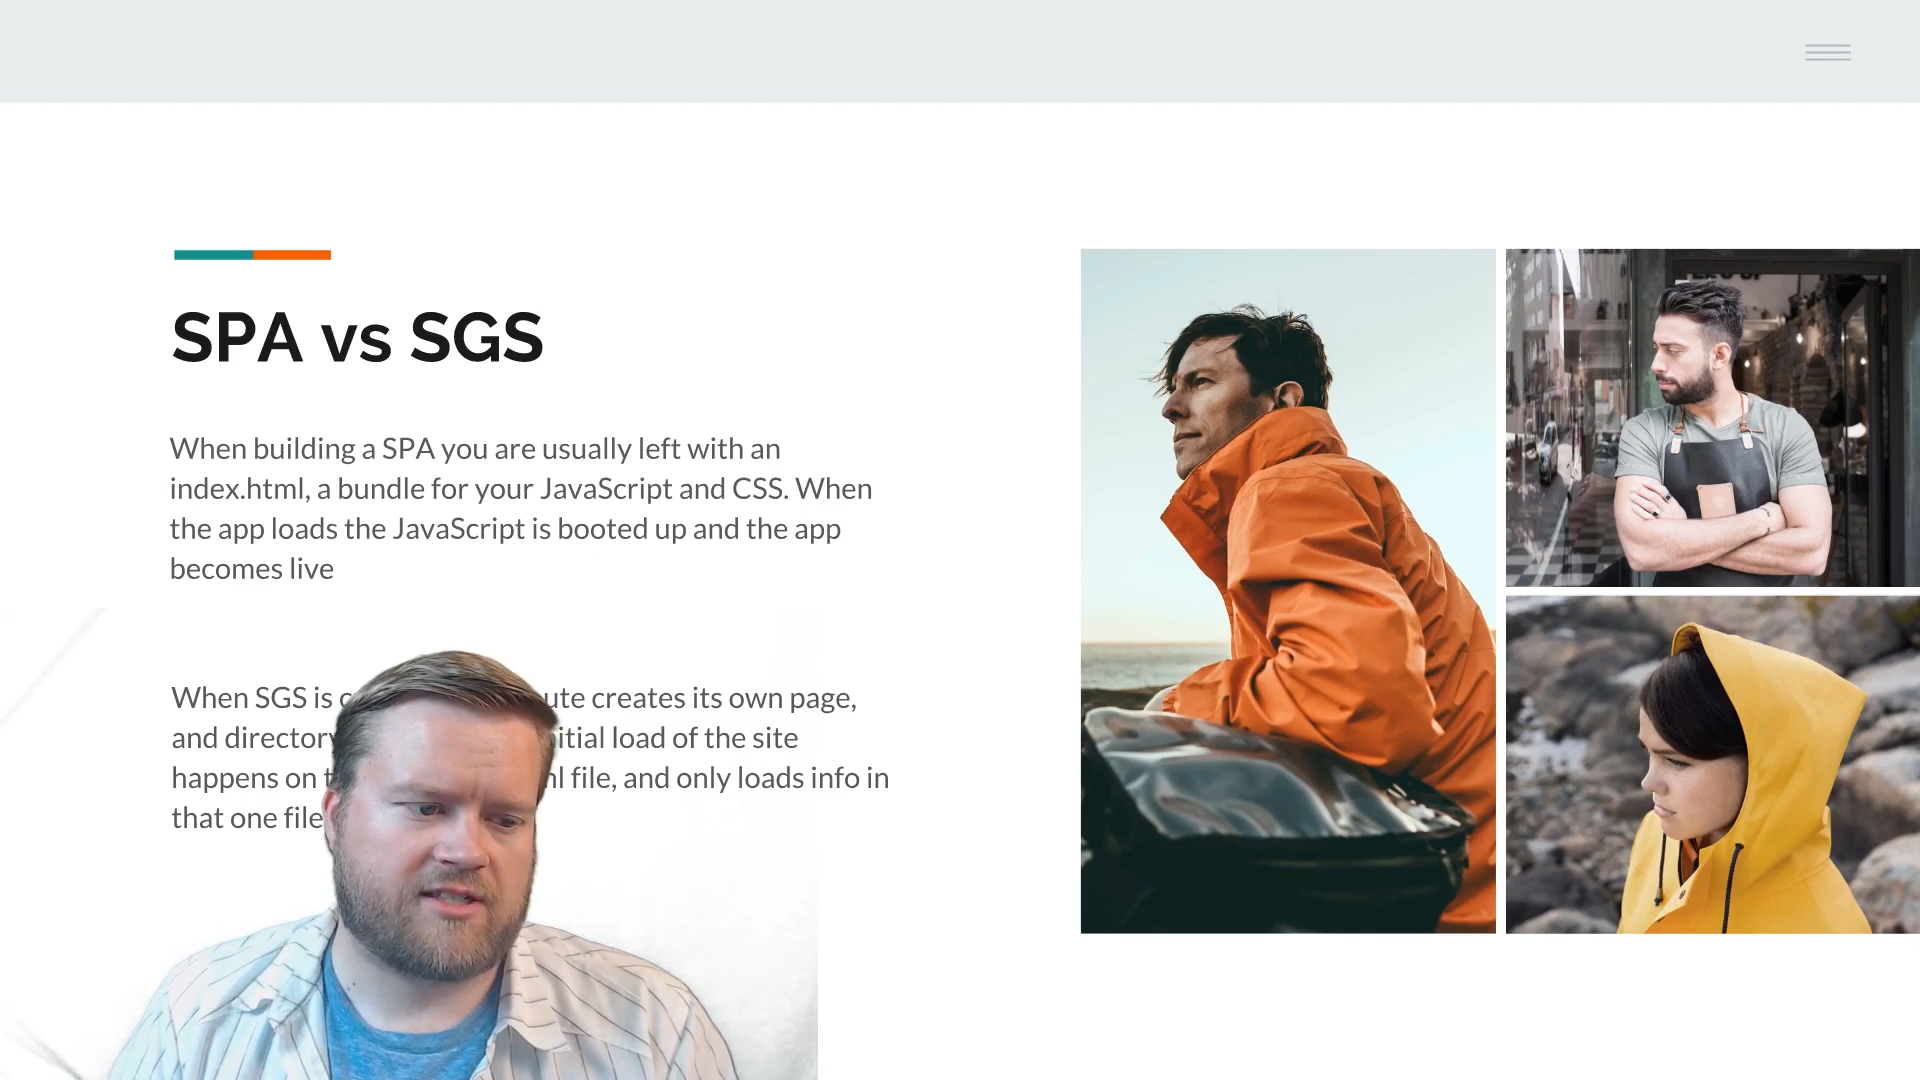 SPA vs SGS
When building a SPA you are usually left with an
index.html, a bundle for your JavaScript and CSS. When
the app loads the JavaScript is booted up and the app
becomes live
When SGS is creates its own page,
and directory load of the site
happens on file, and only loads info in
that one file